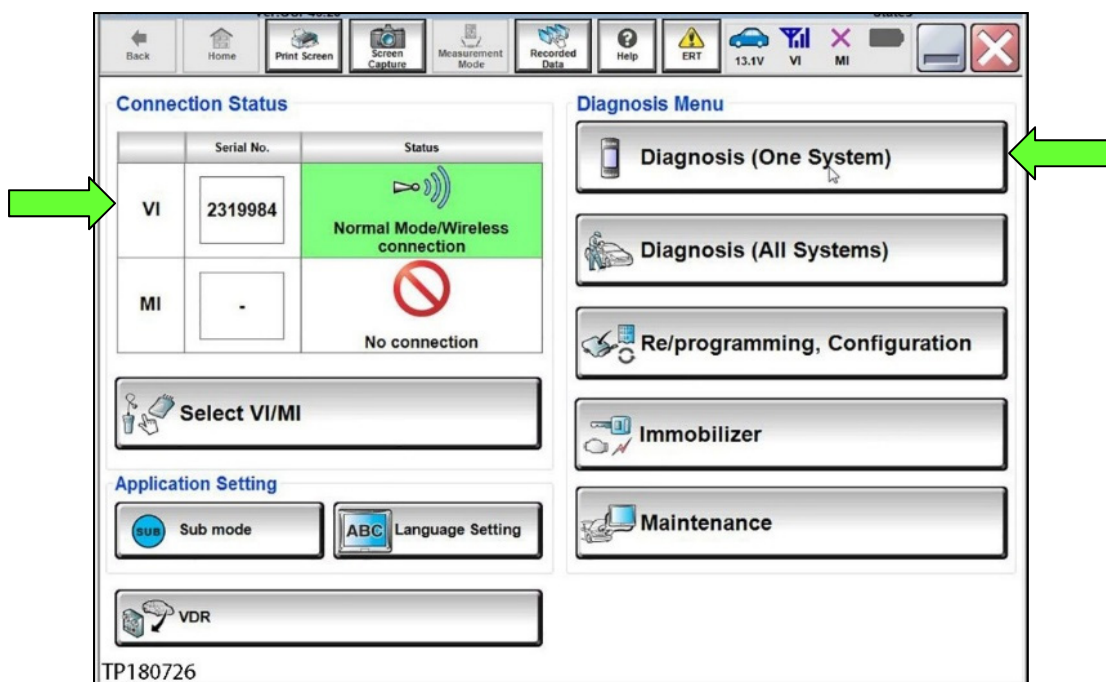 Back
Home
Print Screen
Screen
Capture
Measurement
Mode
Recorded
Data
Help
ERT
13.1V
VI
MI
Connection Status
Serial No.
Status
VI
2319984
Normal Mode/Wireless
connection
MI
-
No connection
Select VI/MI
Application Setting
SUB
Sub mode
ABC
Language Setting
VDR
Diagnosis Menu
Diagnosis (One System)
Diagnosis (All Systems)
Re/programming, Configuration
Immobilizer
Maintenance
TP180726